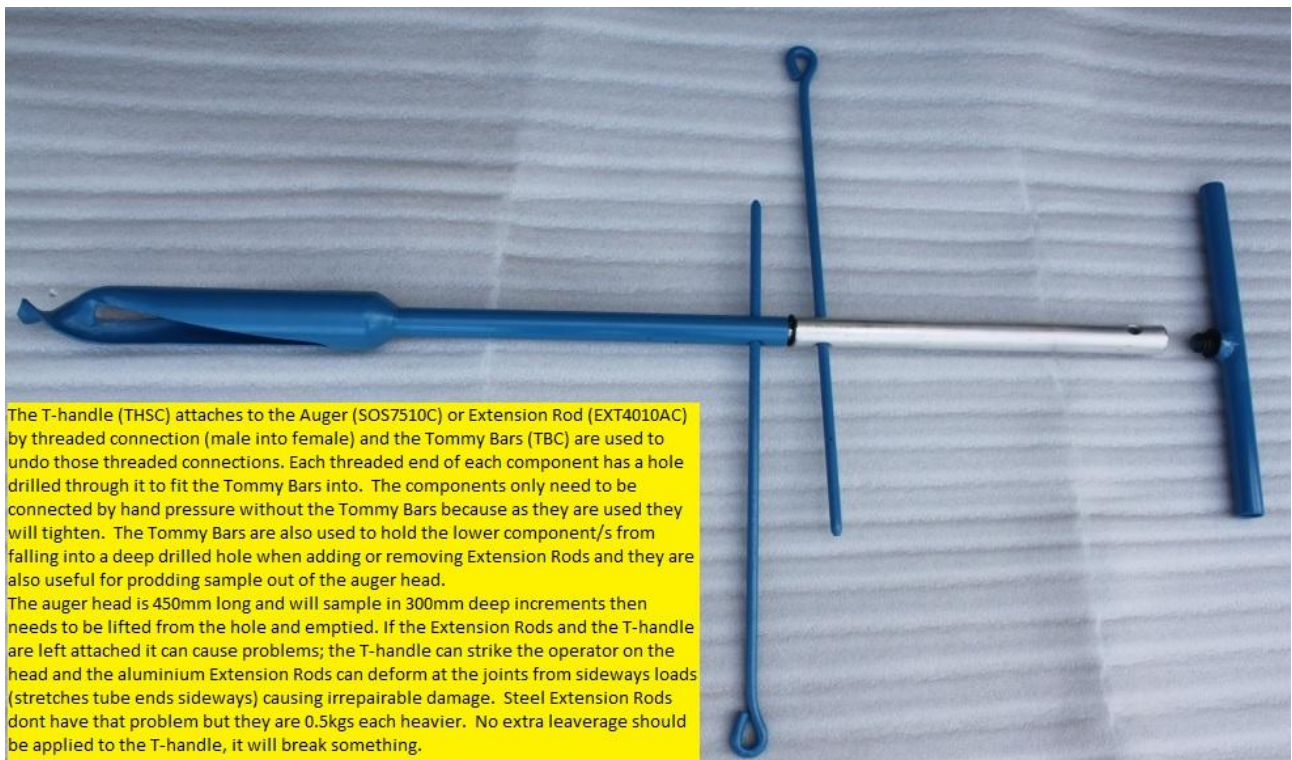 The T-handle (THSC) attaches to the Auger (SOS7510C) or Extension Rod (EXT4010AC)
by threaded connection (male into female) and the Tommy Bars (TBC) are used to
undo those threaded connections. Each threaded end of each component has a hole
drilled through it to fit the Tommy Bars into.  The components only need to be
connected by hand pressure without the Tommy Bars because as they are used they
will tighten.  The Tommy Bars are also used to hold the lower component/s from
falling into a deep drilled hole when adding or removing Extension Rods and they are
also useful for prodding sample out of the auger head.
The auger head is 450mm long and will sample in 300mm deep increments then
needs to be lifted from the hole and emptied. If the Extension Rods and the T-handle
are left attached it can cause problems; the T-handle can strike the operator on the
head and the aluminium Extension Rods can deform at the joints from sideways loads
(stretches tube ends sideways) causing irrepairable damage.  Steel Extension Rods
dont have that problem but they are 0.5kgs each heavier.  No extra leaverage should
be applied to the T-handle, it will break something.